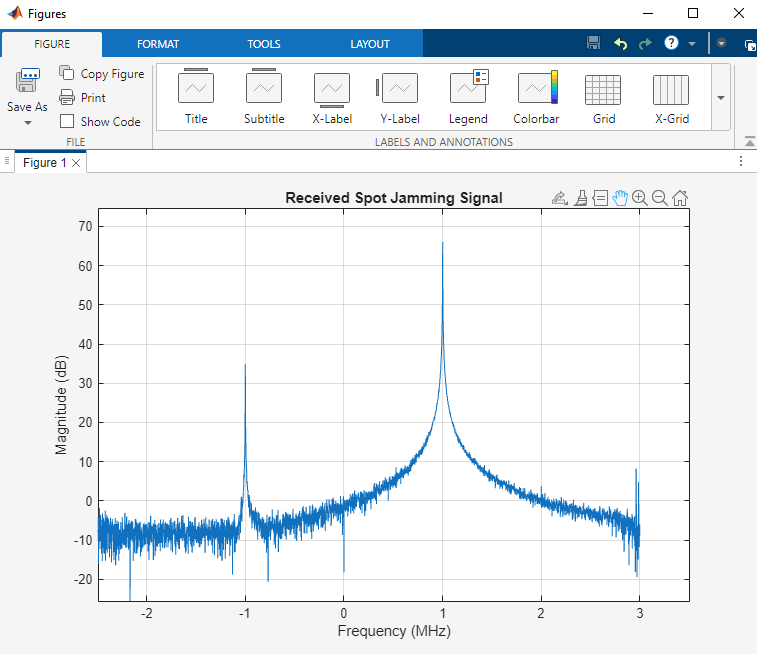 Figures
FIGURE FORMAT TOOLS LAYOUT
Save As
Copy Figure
Print
Show Code
FILE
Title Subtitle X-Label Y-Label Legend Colorbar Grid X-Grid
LABELS AND ANNOTATIONS
Figure 1
Received Spot Jamming Signal
70
60
50
40
30
20
10
0
-10
-20
Magnitude (dB)
-2 -1 0 1 2 3
Frequency (MHz)